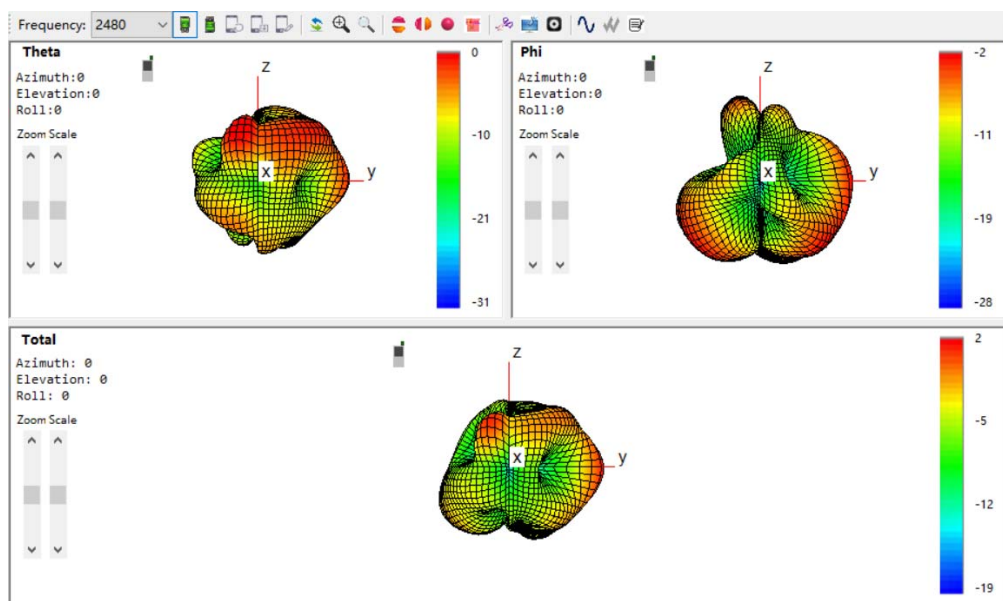 Frequency: 2480
Theta
Azimuth:0
Elevation:0
Roll:0
Zoom Scale
z
x
y
0
-10
-21
-31
Phi
Azimuth:0
Elevation:0
Roll:0
Zoom Scale
z
x
y
-2
-11
-19
-28
Total
Azimuth: 0
Elevation: 0
Roll: 0
Zoom Scale
z
x
y
2
-5
-12
-19